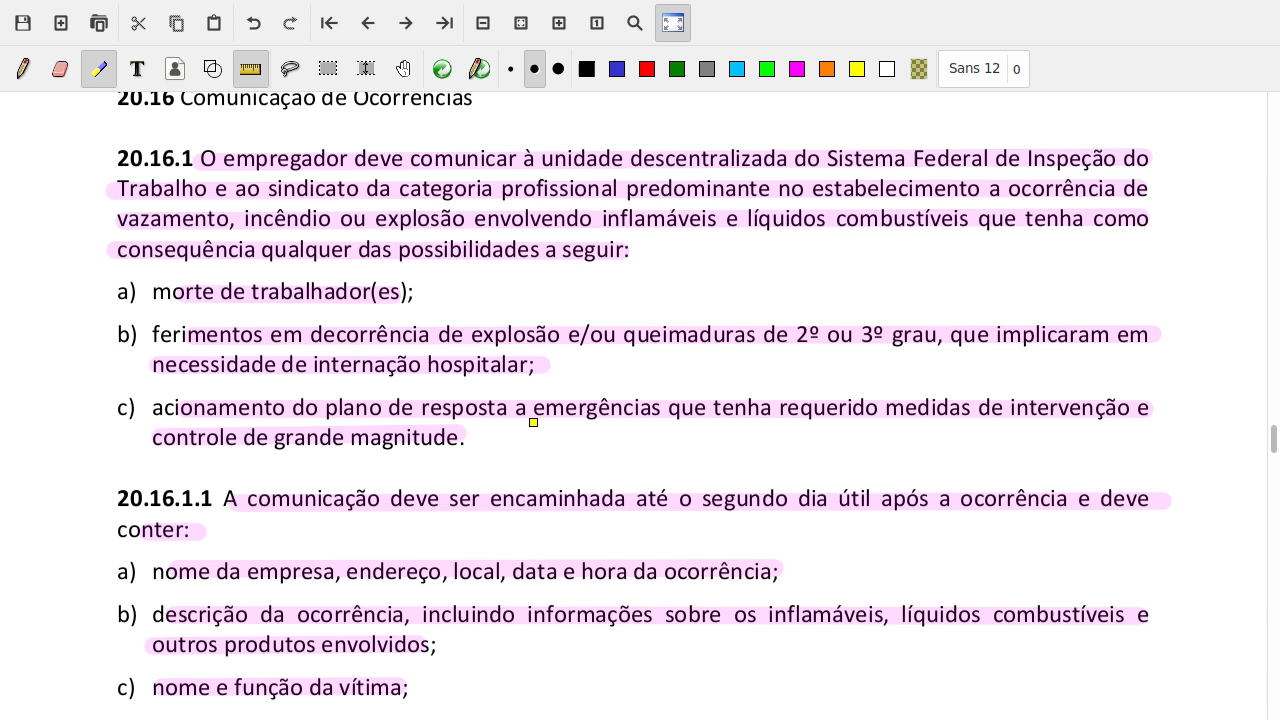 T
1
Sans 12
0
20.16 Comunicação de Ocorrências
20.16.1 O empregador deve comunicar à unidade descentralizada do Sistema Federal de Inspeção do
Trabalho e ao sindicato da categoria profissional predominante no estabelecimento a ocorrência de
vazamento, incêndio ou explosão envolvendo inflamáveis e líquidos combustíveis que tenha como
consequência qualquer das possibilidades a seguir:
a) morte de trabalhador(es);
b) ferimentos em decorrência de explosão e/ou queimaduras de 2º ou 3º grau, que implicaram em
necessidade de internação hospitalar;
c) acionamento do plano de resposta a emergências que tenha requerido medidas de intervenção e
controle de grande magnitude.
20.16.1.1 A comunicação deve ser encaminhada até o segundo dia útil após a ocorrência e deve
conter:
a) nome da empresa, endereço, local, data e hora da ocorrência;
b) descrição da ocorrência, incluindo informações sobre os inflamáveis, líquidos combustíveis e
outros produtos envolvidos;
c) nome e função da vítima;